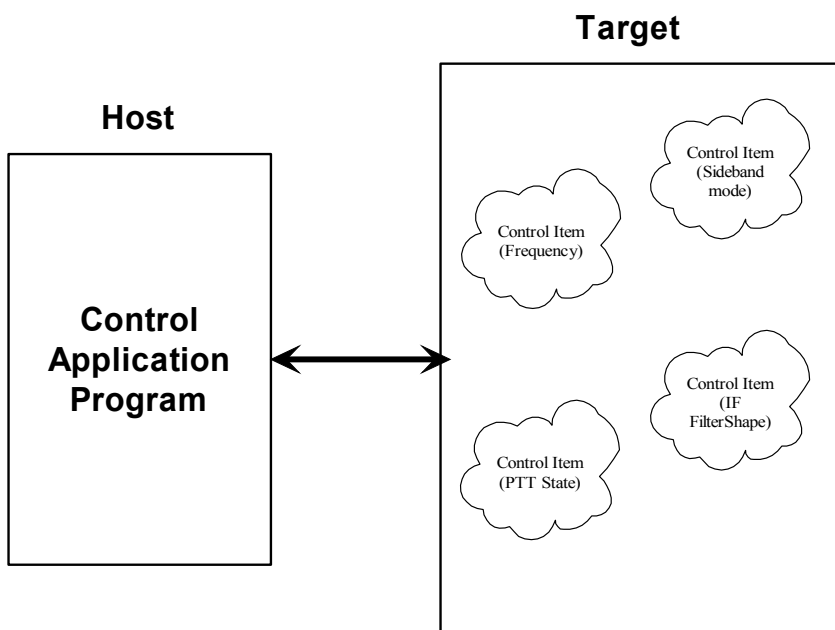 Target
Host
Control Item
(Sideband
mode)
Control Item
(Frequency)
Control
Application
Program
Control Item
(IF
FilterShape)
Control Item
(PTT State)